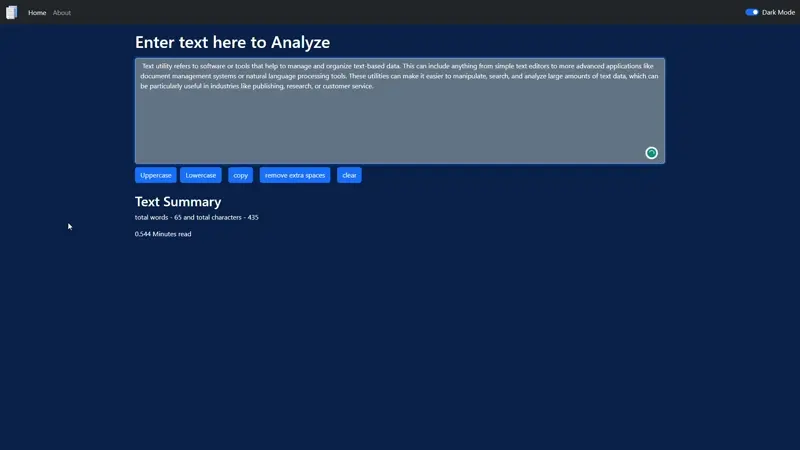 Home About Dark Mode
Enter text here to Analyze
Text utility refers to software or tools that help to manage and organize text-based data. This can include anything from simple text editors to more advanced applications like
document management systems or natural language processing tools. These utilities can make it easier to manipulate, search, and analyze large amounts of text data, which can
be particularly useful in industries like publishing, research, or customer service.
Uppercase Lowercase copy remove extra spaces clear
Text Summary
total words - 65 and total characters - 435
0.544 Minutes read